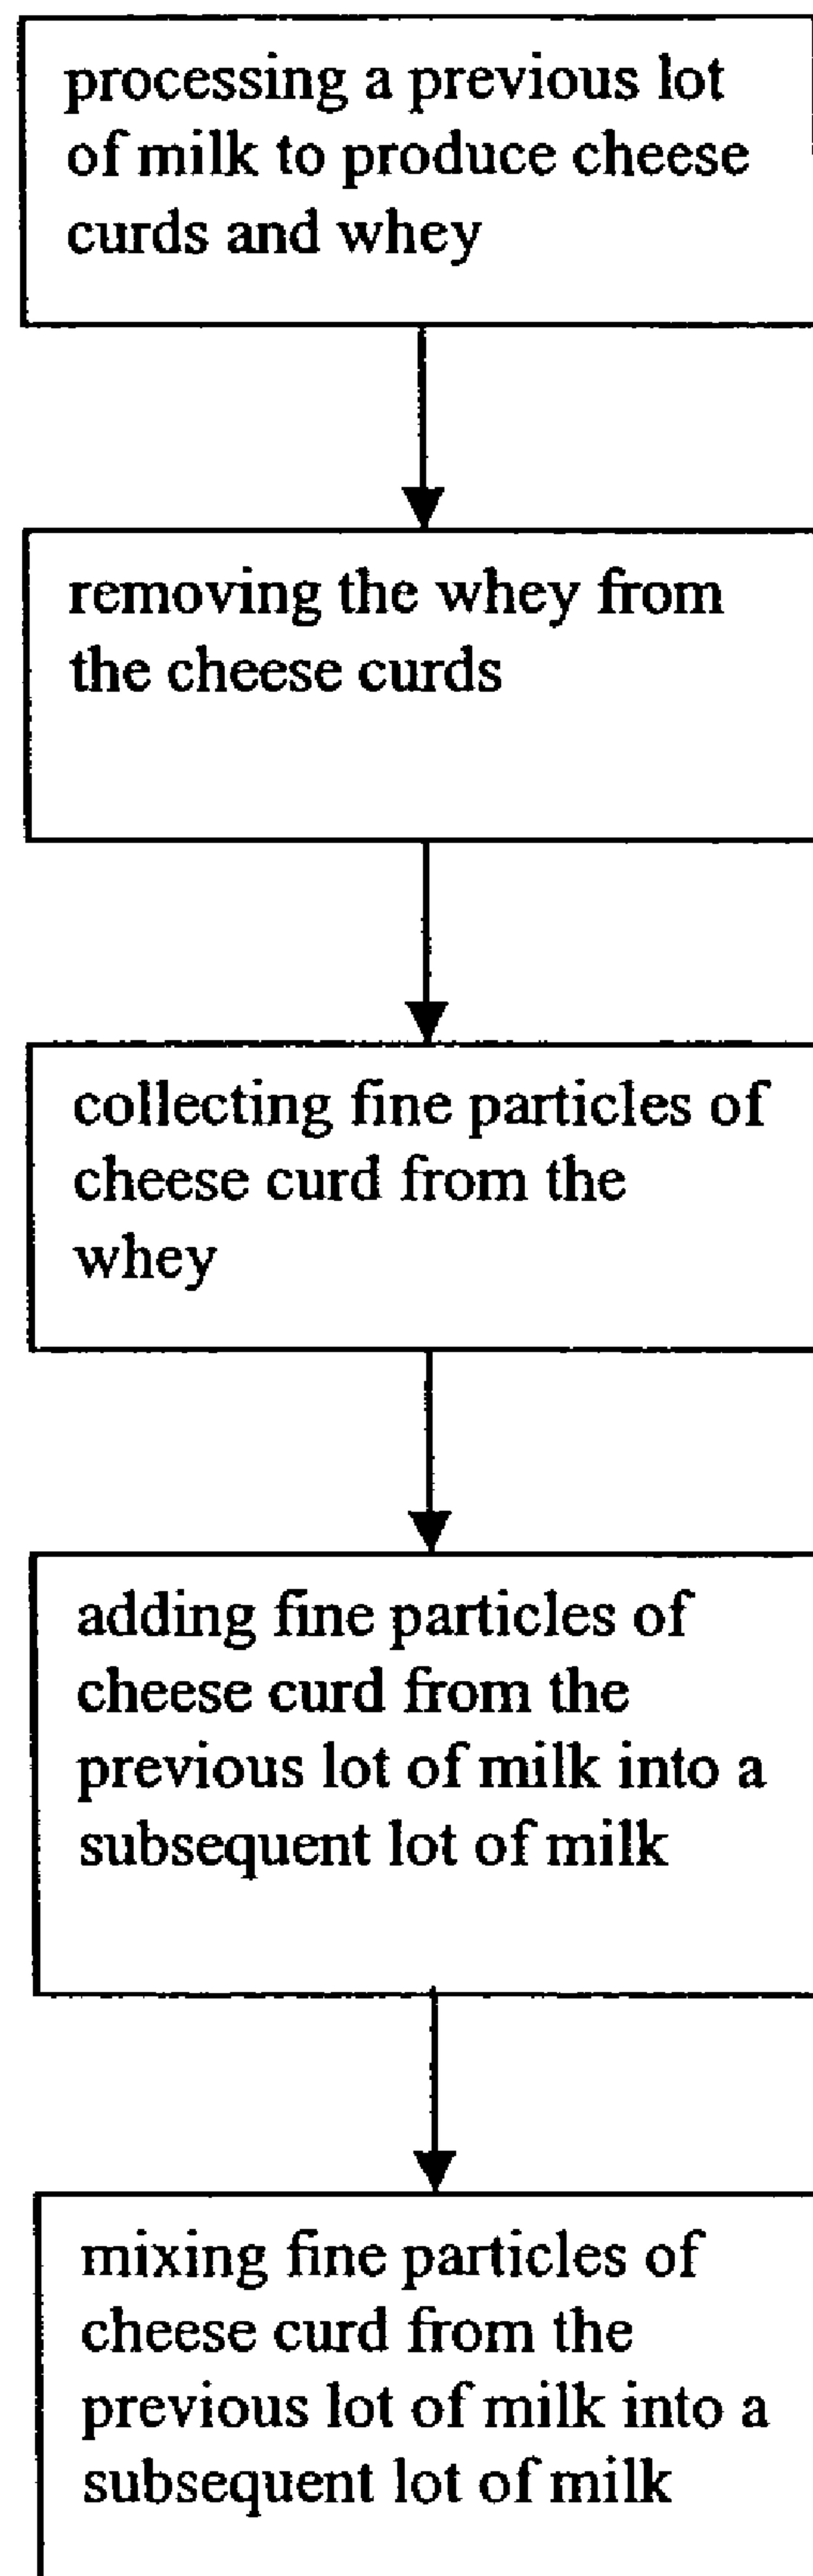 processing a previous lot
of milk to produce cheese
curds and whey
removing the whey from
the cheese curds
collecting fine particles of
cheese curd from the
whey
adding fine particles of
cheese curd from the
previous lot of milk into a
subsequent lot of milk
mixing fine particles of
cheese curd from the
previous lot of milk into a
subsequent lot of milk